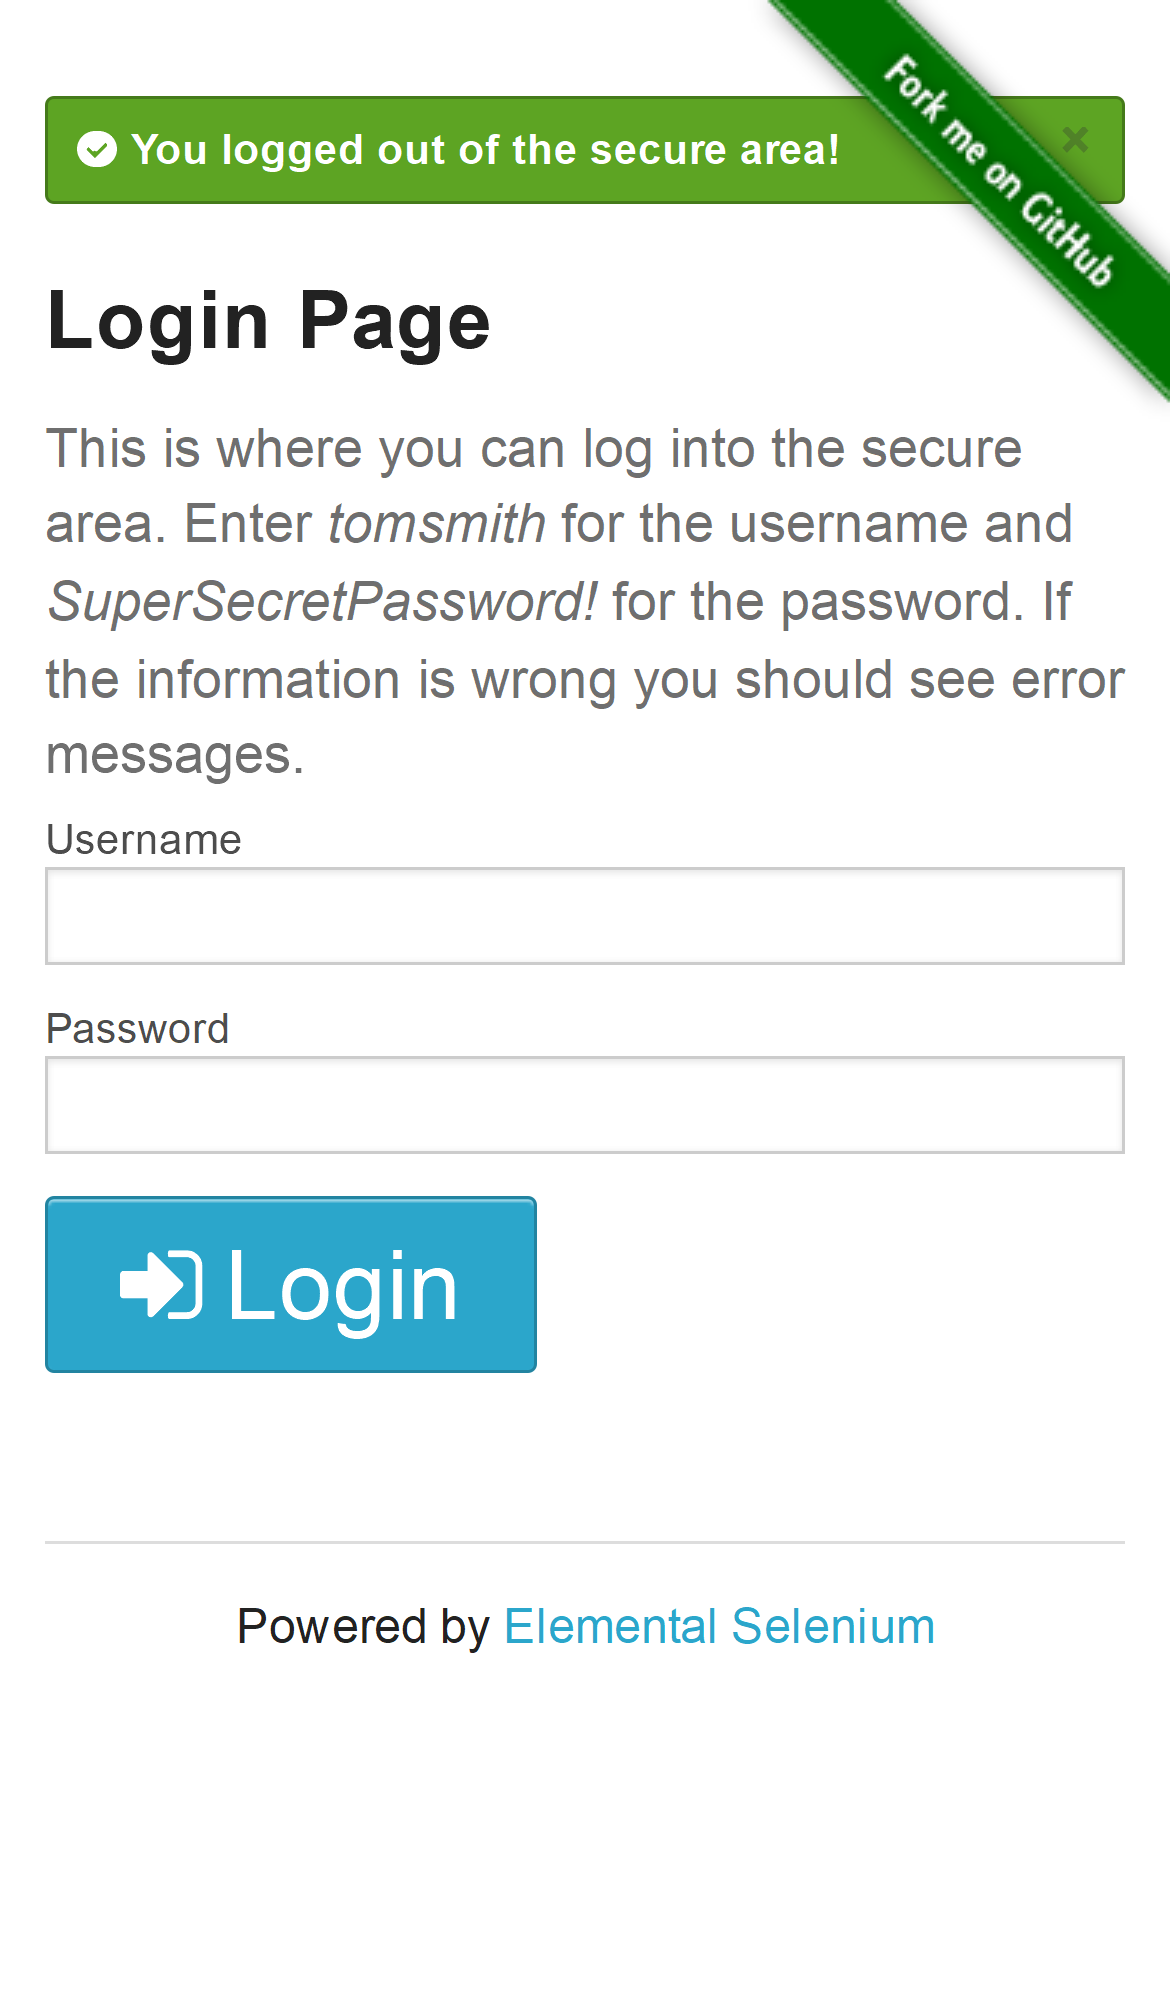 You logged out of the secure area!
×
Fork me on GitHub
Login Page
This is where you can log into the secure
area. Enter tomsmith for the username and
SuperSecretPassword! for the password. If
the information is wrong you should see error
messages.
Username
Password
Login
Powered by Elemental Selenium